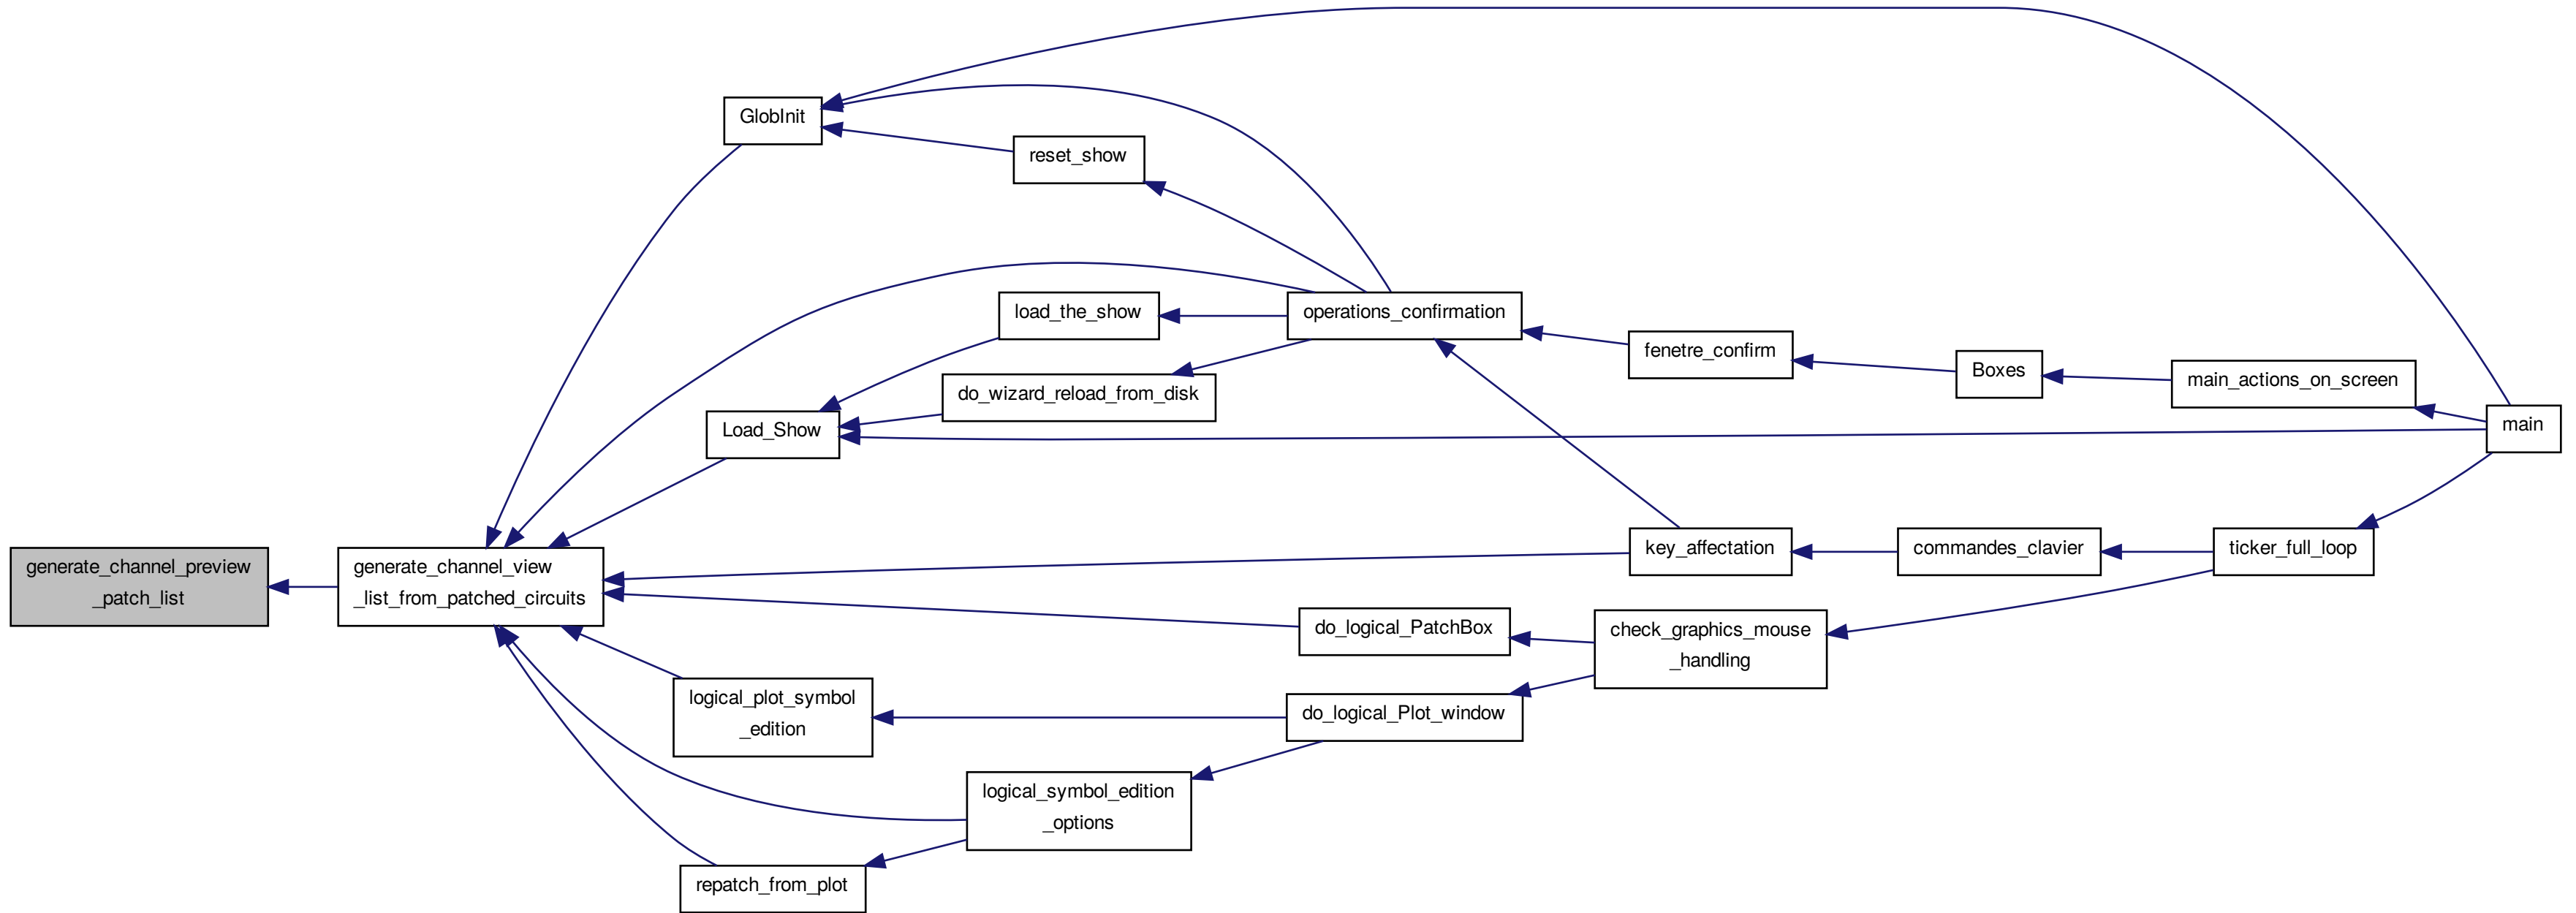 GlobInit
reset_show
load_the_show
operations_confirmation
fenetre_confirm
Boxes
main_actions_on_screen
do_wizard_reload_from_disk
Load_Show
main
generate_channel_preview
_patch_list
generate_channel_view
_list_from_patched_circuits
key_affectation
commandes_clavier
ticker_full_loop
do_logical_PatchBox
check_graphics_mouse
_handling
logical_plot_symbol
_edition
do_logical_Plot_window
logical_symbol_edition
_options
repatch_from_plot